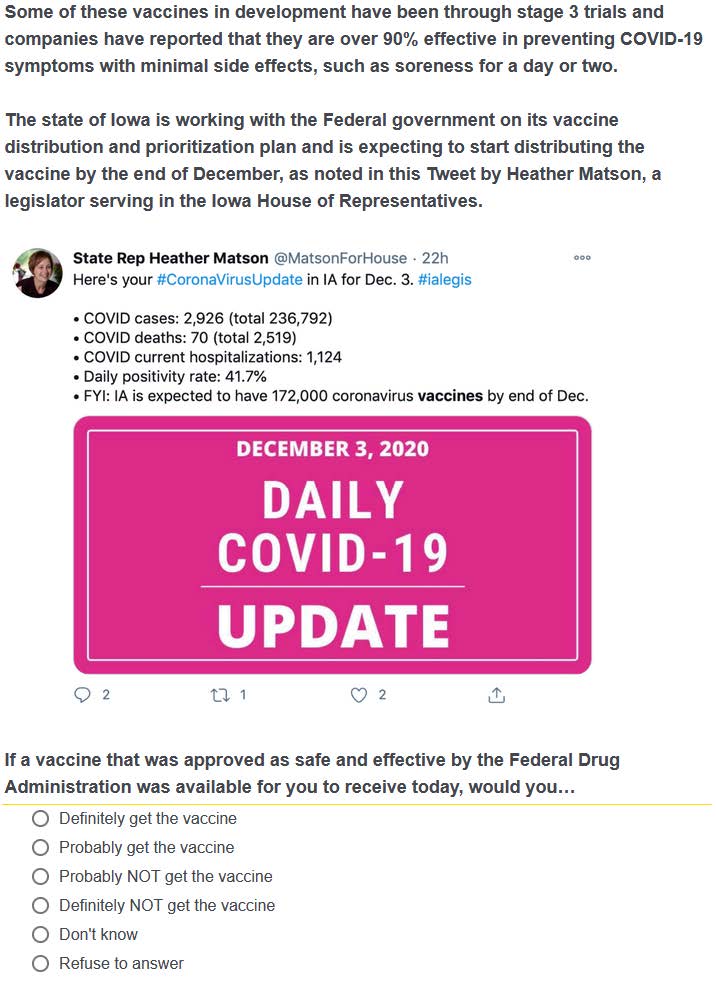 Some of these vaccines in development have been through stage 3 trials and
companies have reported that they are over 90% effective in preventing COVID-19
symptoms with minimal side effects, such as soreness for a day or two.
The state of Iowa is working with the Federal government on its vaccine
distribution and prioritization plan and is expecting to start distributing the
vaccine by the end of December, as noted in this Tweet by Heather Matson, a
legislator serving in the Iowa House of Representatives.
State Rep Heather Matson @MatsonForHouse · 22h
Here's your #CoronaVirusUpdate in IA for Dec. 3. #ialegis
• COVID cases: 2,926 (total 236,792)
• COVID deaths: 70 (total 2,519)
• COVID current hospitalizations: 1,124
• Daily positivity rate: 41.7%
• FYI: IA is expected to have 172,000 coronavirus vaccines by end of Dec.
DECEMBER 3, 2020
DAILY
COVID-19
UPDATE
2 1 2
If a vaccine that was approved as safe and effective by the Federal Drug
Administration was available for you to receive today, would you…
Definitely get the vaccine
Probably get the vaccine
Probably NOT get the vaccine
Definitely NOT get the vaccine
Don't know
Refuse to answer